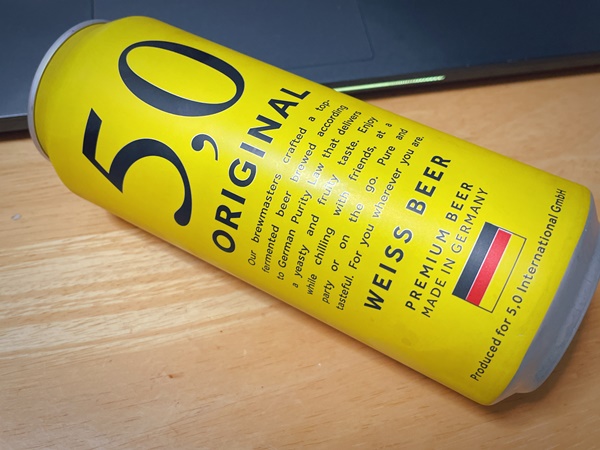 5,0
ORIGINAL
Our brewmasters crafted a top-
fermented beer brewed according
to German Purity Law that delivers
a yeasty and fruity taste. Enjoy
while chilling with friends, at a
party or on the go. Pure and
tasteful. For you wherever you are.
WEISS BEER
PREMIUM BEER
MADE IN GERMANY
Produced for 5,0 International GmbH